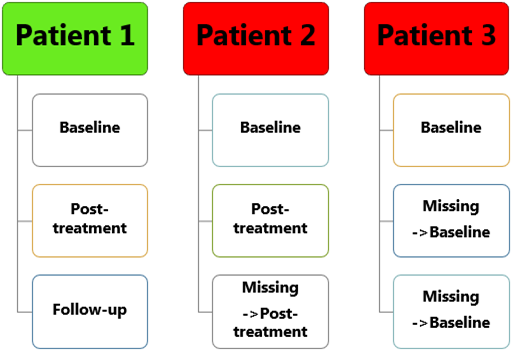 Patient 1
Baseline
Post-
treatment
Follow-up
Patient 2
Baseline
Post-
treatment
Missing
->Post-
treatment
Patient 3
Baseline
Missing
->Baseline
Missing
->Baseline